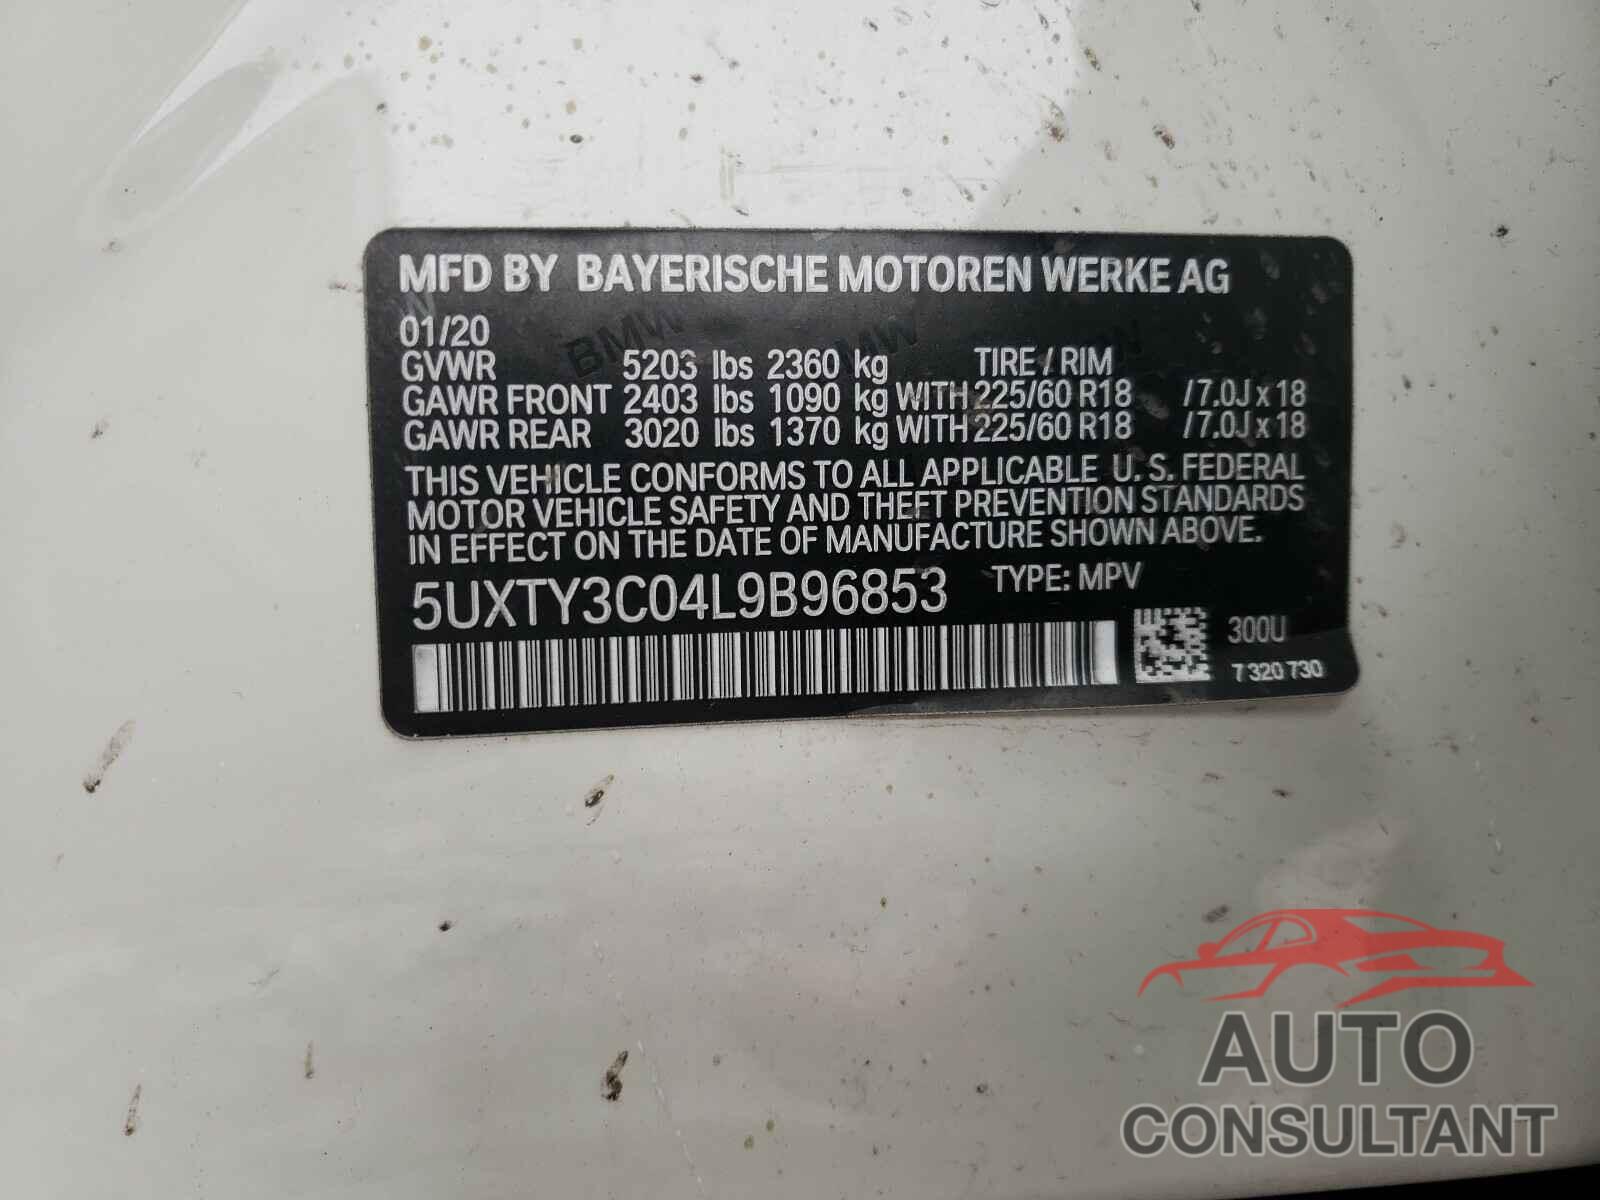 MFD BY BAYERISCHE MOTOREN WERKE AG
01/20
GVWR 5203 lbs 2360 kg TIRE / RIM
GAWR FRONT 2403 lbs 1090 kg WITH 225/60 R18 / 7.0J x 18
GAWR REAR 3020 lbs 1370 kg WITH 225/60 R18 / 7.0J x 18
THIS VEHICLE CONFORMS TO ALL APPLICABLE U. S. FEDERAL
MOTOR VEHICLE SAFETY AND THEFT PREVENTION STANDARDS
IN EFFECT ON THE DATE OF MANUFACTURE SHOWN ABOVE.
5UXTY3C04L9B96853 TYPE: MPV
300U
7 320 730
BMW
AUTO
CONSULTANT